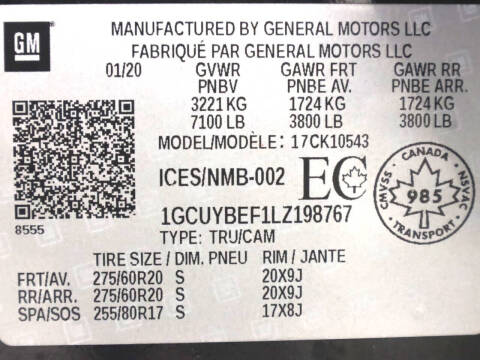 GM
MANUFACTURED BY GENERAL MOTORS LLC
FABRIQUÉ PAR GENERAL MOTORS LLC
01/20 GVWR GAWR FRT GAWR RR
PNBV PNBE AV. PNBE ARR.
3221 KG 1724 KG 1724 KG
7100 LB 3800 LB 3800 LB
MODEL/MODÈLE: 17CK10543
ICES/NMB-002 EC
CANADA
CMVSS 985 NSVAC
TRANSPORT
1GCUYBEF1LZ198767
8555
TYPE: TRU/CAM
TIRE SIZE / DIM. PNEU RIM / JANTE
FRT/AV. 275/60R20 S 20X9J
RR/ARR. 275/60R20 S 20X9J
SPA/SOS 255/80R17 S 17X8J